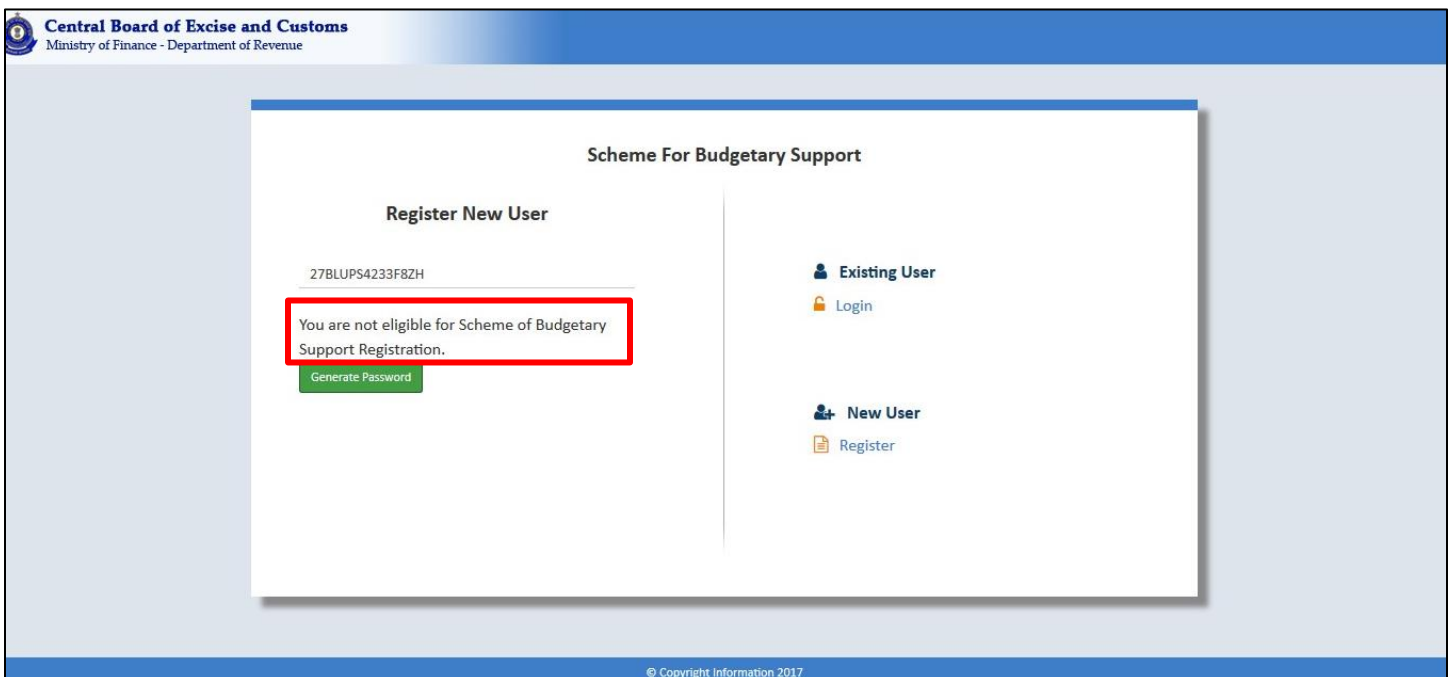 Central Board of Excise and Customs
Ministry of Finance - Department of Revenue
Scheme For Budgetary Support
Register New User
27BLUPS4233F8ZH
You are not eligible for Scheme of Budgetary
Support Registration.
Generate Password
Existing User
Login
New User
Register
© Copyright Information 2017